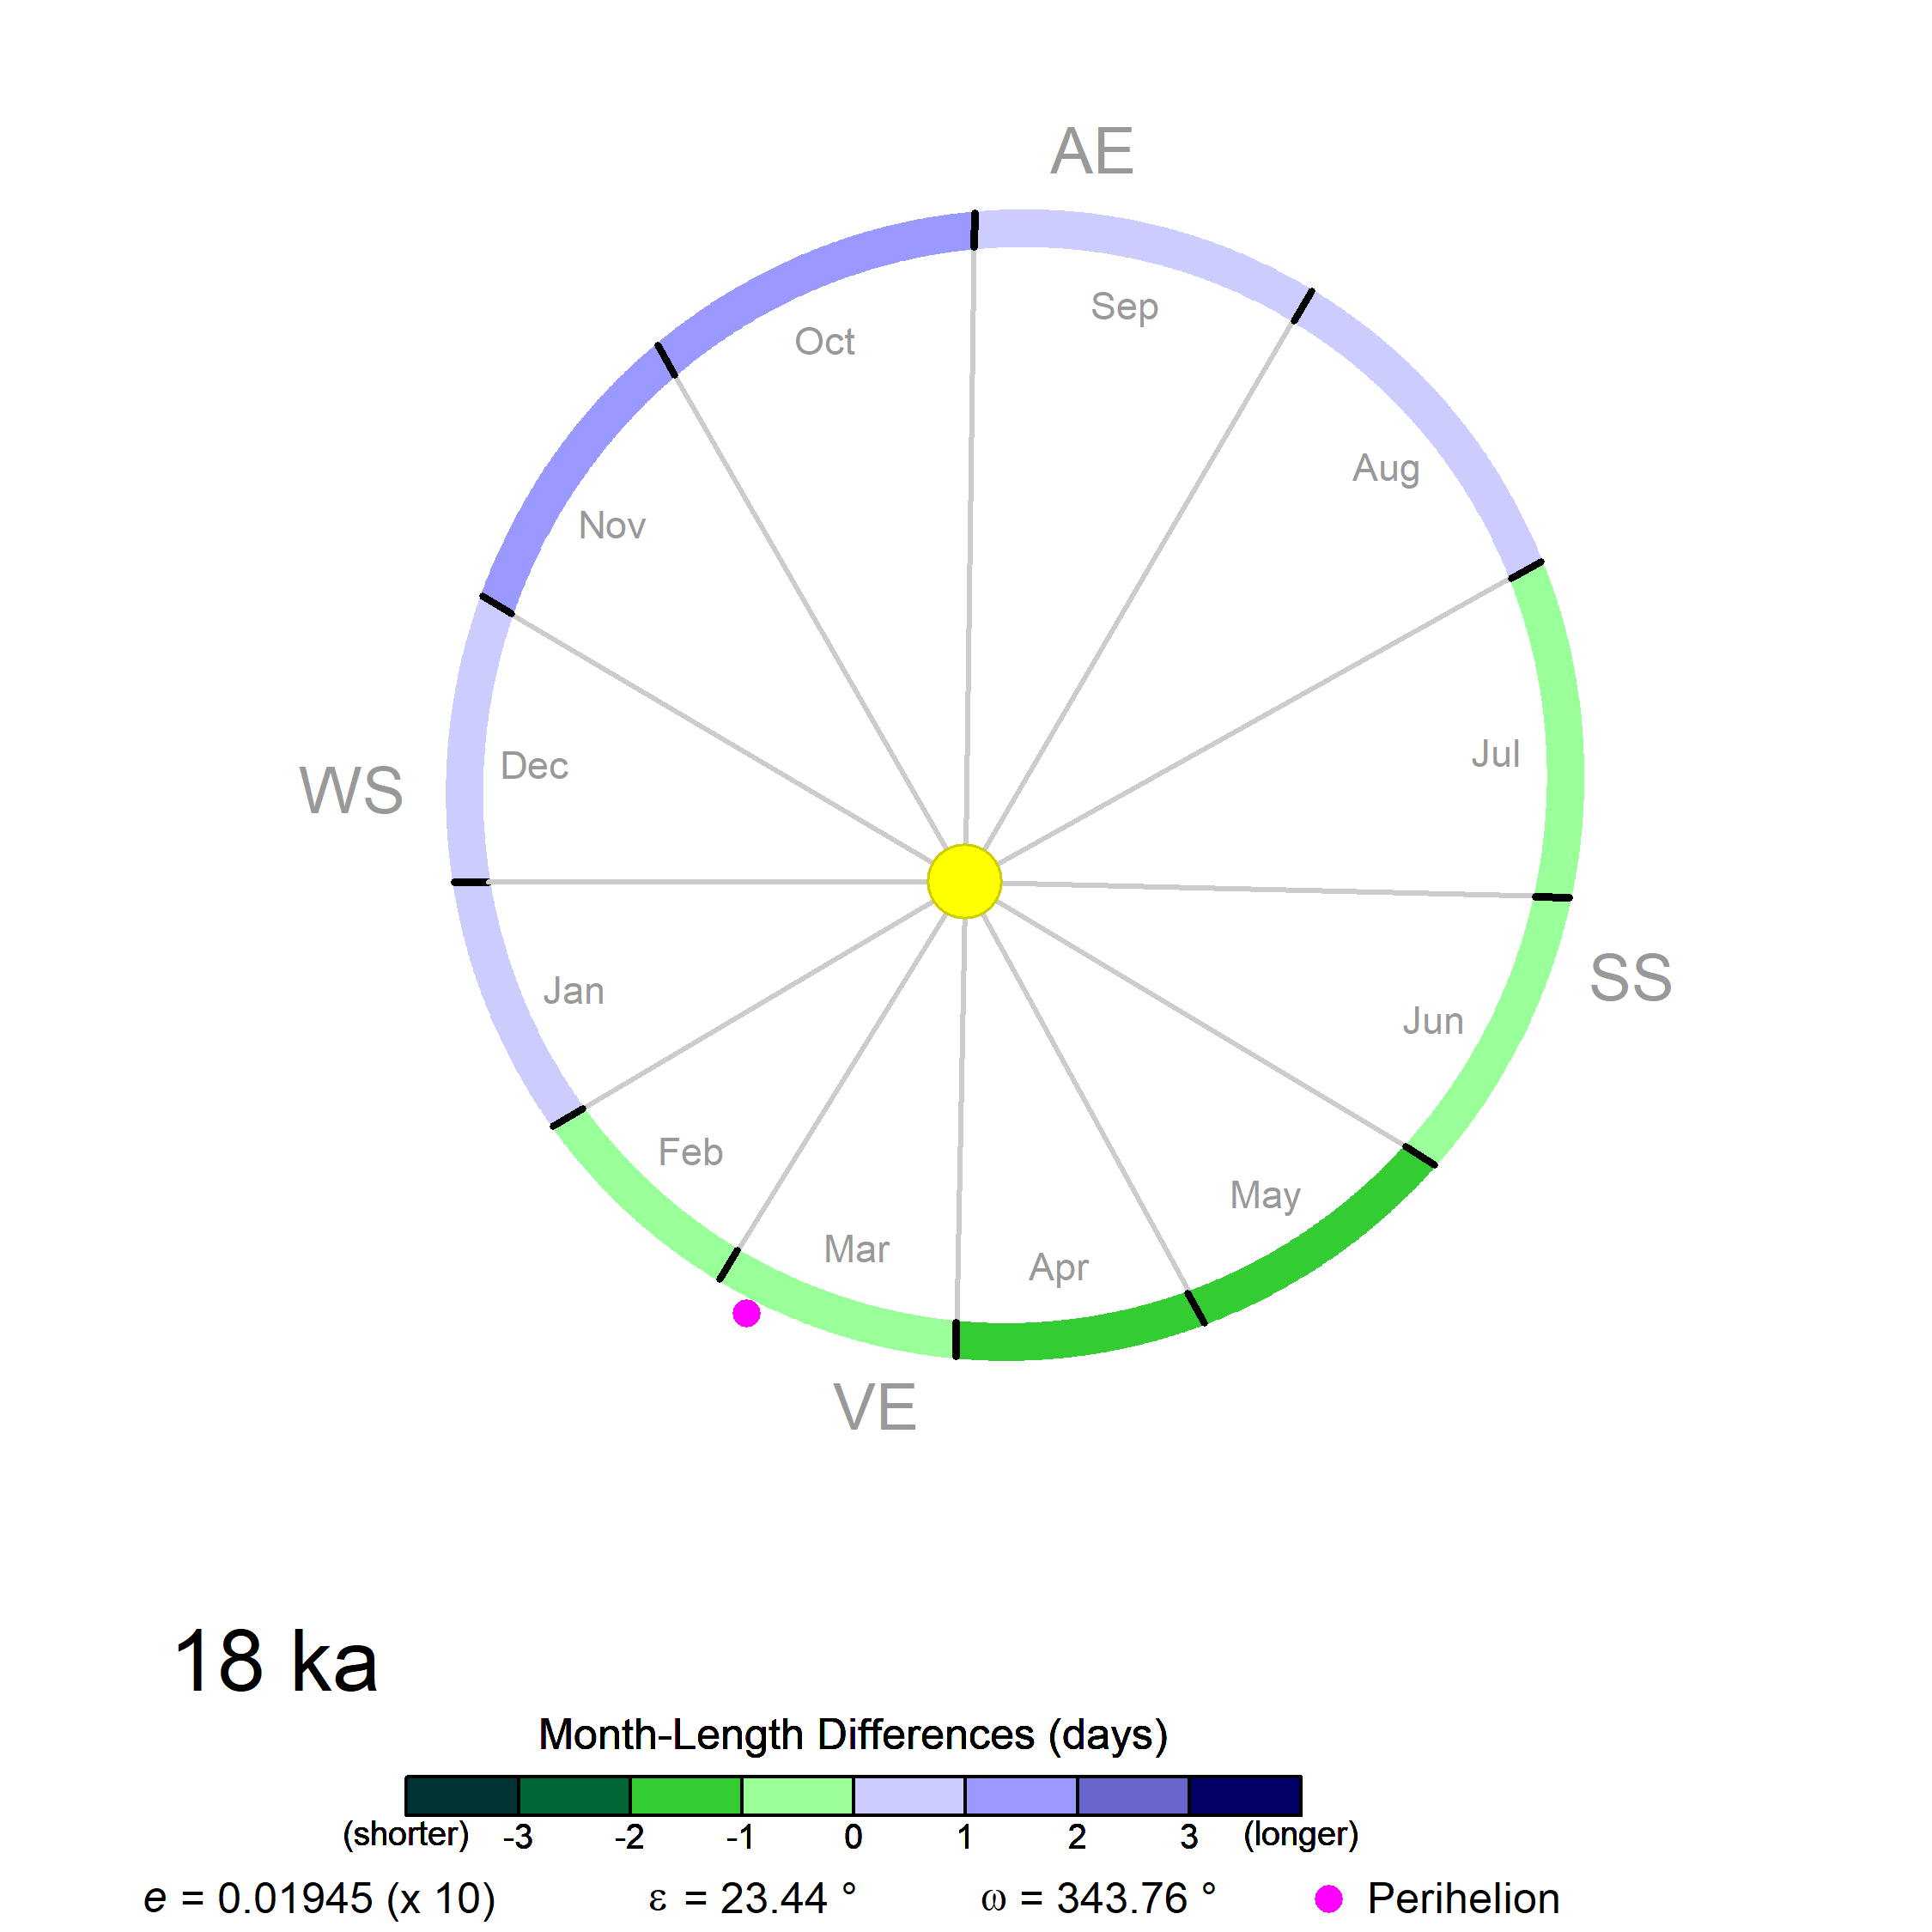 AE
Sep
Oct
Aug
Nov
Jul
Dec
WS
SS
Jan
Jun
Feb
May
Mar
Apr
VE
18 ka
Month-Length Differences (days)
(shorter) -3 -2 -1 0 1 2 3 (longer)
e = 0.01945 (x 10) ε = 23.44 ° ω = 343.76 ° Perihelion